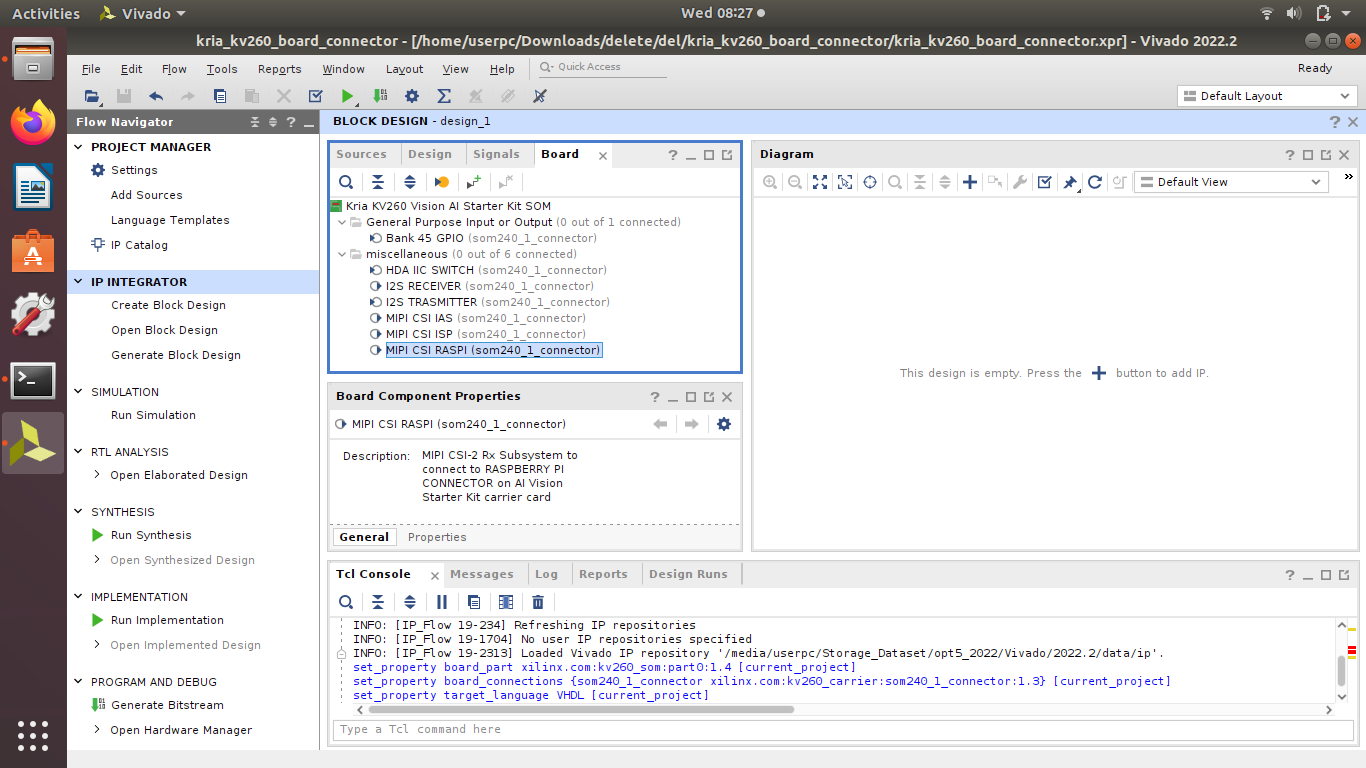 Activities
Vivado
Wed 08:27
kria_kv260_board_connector - [/home/userpc/Downloads/delete/del/kria_kv260_board_connector/kria_kv260_board_connector.xpr] - Vivado 2022.2
File Edit Flow Tools Reports Window Layout View Help
Quick Access
Ready
Default Layout
Flow Navigator
PROJECT MANAGER
Settings
Add Sources
Language Templates
IP Catalog
IP INTEGRATOR
Create Block Design
Open Block Design
Generate Block Design
SIMULATION
Run Simulation
RTL ANALYSIS
Open Elaborated Design
SYNTHESIS
Run Synthesis
Open Synthesized Design
IMPLEMENTATION
Run Implementation
Open Implemented Design
PROGRAM AND DEBUG
Generate Bitstream
Open Hardware Manager
BLOCK DESIGN - design_1
Sources Design Signals Board
Kria KV260 Vision AI Starter Kit SOM
General Purpose Input or Output (0 out of 1 connected)
Bank 45 GPIO (som240_1_connector)
miscellaneous (0 out of 6 connected)
HDA IIC SWITCH (som240_1_connector)
I2S RECEIVER (som240_1_connector)
I2S TRASMITTER (som240_1_connector)
MIPI CSI IAS (som240_1_connector)
MIPI CSI ISP (som240_1_connector)
MIPI CSI RASPI (som240_1_connector)
Board Component Properties
MIPI CSI RASPI (som240_1_connector)
Description: MIPI CSI-2 Rx Subsystem to
connect to RASPBERRY PI
CONNECTOR on AI Vision
Starter Kit carrier card
General Properties
Diagram
Default View
This design is empty. Press the + button to add IP.
Tcl Console Messages Log Reports Design Runs
INFO: [IP_Flow 19-234] Refreshing IP repositories
INFO: [IP_Flow 19-1704] No user IP repositories specified
INFO: [IP_Flow 19-2313] Loaded Vivado IP repository '/media/userpc/Storage_Dataset/opt5_2022/Vivado/2022.2/data/ip'.
set_property board_part xilinx.com:kv260_som:part0:1.4 [current_project]
set_property board_connections {som240_1_connector xilinx.com:kv260_carrier:som240_1_connector:1.3} [current_project]
set_property target_language VHDL [current_project]
Type a Tcl command here